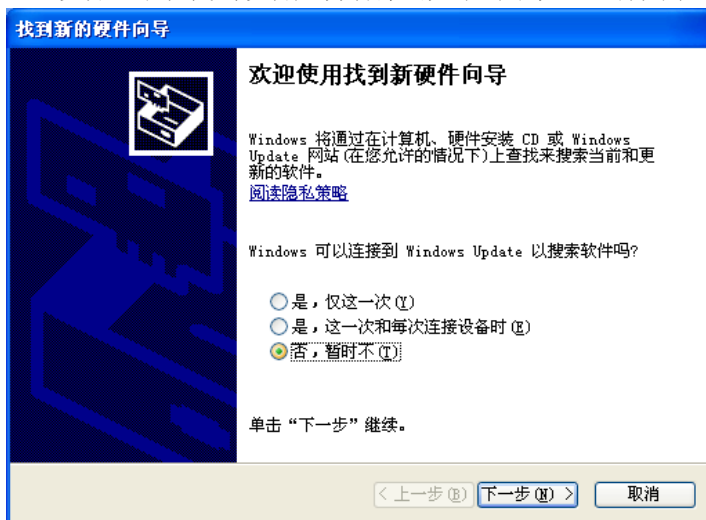 找到新的硬件向导
欢迎使用找到新硬件向导
Windows 将通过在计算机、硬件安装 CD 或 Windows
Update 网站(在您允许的情况下)上查找来搜索当前和更
新的软件。
阅读隐私策略
Windows 可以连接到 Windows Update 以搜索软件吗?
是，仅这一次(Y)
是，这一次和每次连接设备时(E)
否，暂时不(T)
单击“下一步”继续。
< 上一步(B) 下一步(N) > 取消